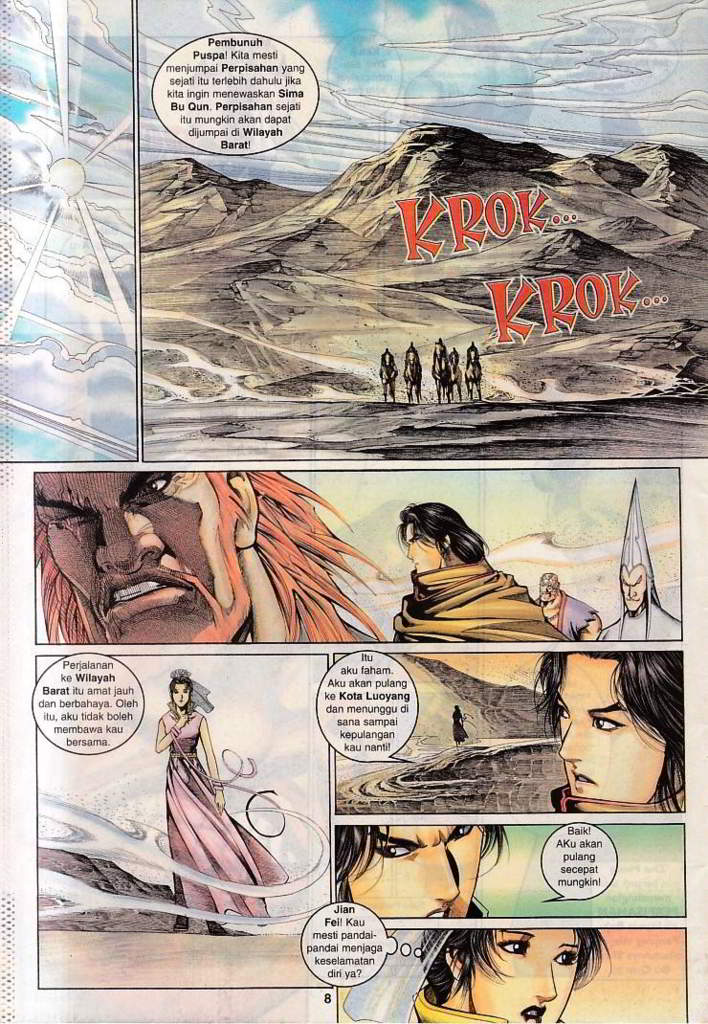 Pembunuh
Puspa! Kita mesti
menjumpai Perpisahan yang
sejati itu terlebih dahulu jika
kita ingin menewaskan Sima
Bu Qun. Perpisahan sejati
itu mungkin akan dapat
dijumpai di Wilayah
Barat!
KROK...
KROK...
Perjalanan
ke Wilayah
Barat itu amat jauh
dan berbahaya. Oleh
itu, aku tidak boleh
membawa kau
bersama.
Itu
aku faham.
Aku akan pulang
ke Kota Luoyang
dan menunggu di
sana sampai
kepulangan
kau nanti!
Baik!
AKu akan
pulang
secepat
mungkin!
Jian
Fei! Kau
mesti pandai-
pandai menjaga
keselamatan
diri ya?
8